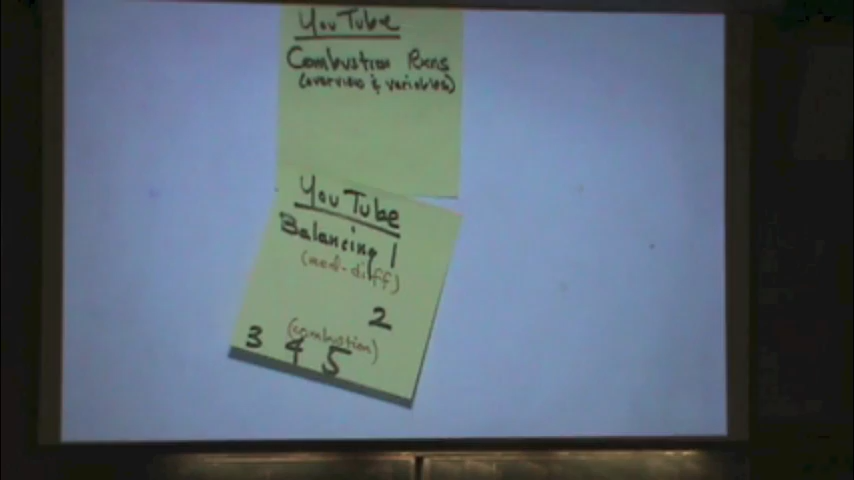 YouTube
Combustion Rxns
(overview & variables)
YouTube
Balancing 1
(med-diff)
2
(combustion)
3 4 5